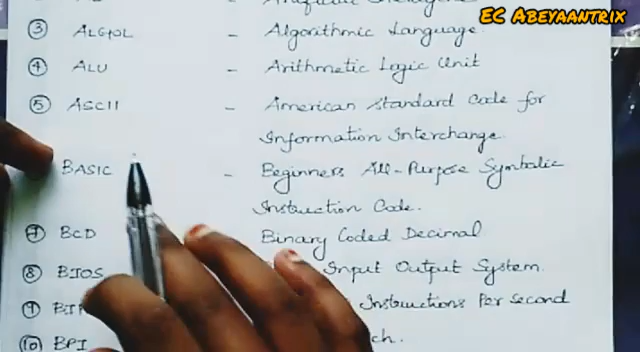 EC ABEYAANTRIX
③ ALGOL - Algorithmic Language.
④ ALU - Arithmetic Logic Unit
⑤ ASCII - American Standard Code for
Information Interchange.
BASIC - Beginners All-Purpose Symbolic
Instruction Code.
⑦ BCD Binary Coded Decimal
⑧ BIOS Input Output System.
Instructions Per Second
⑩ BPI